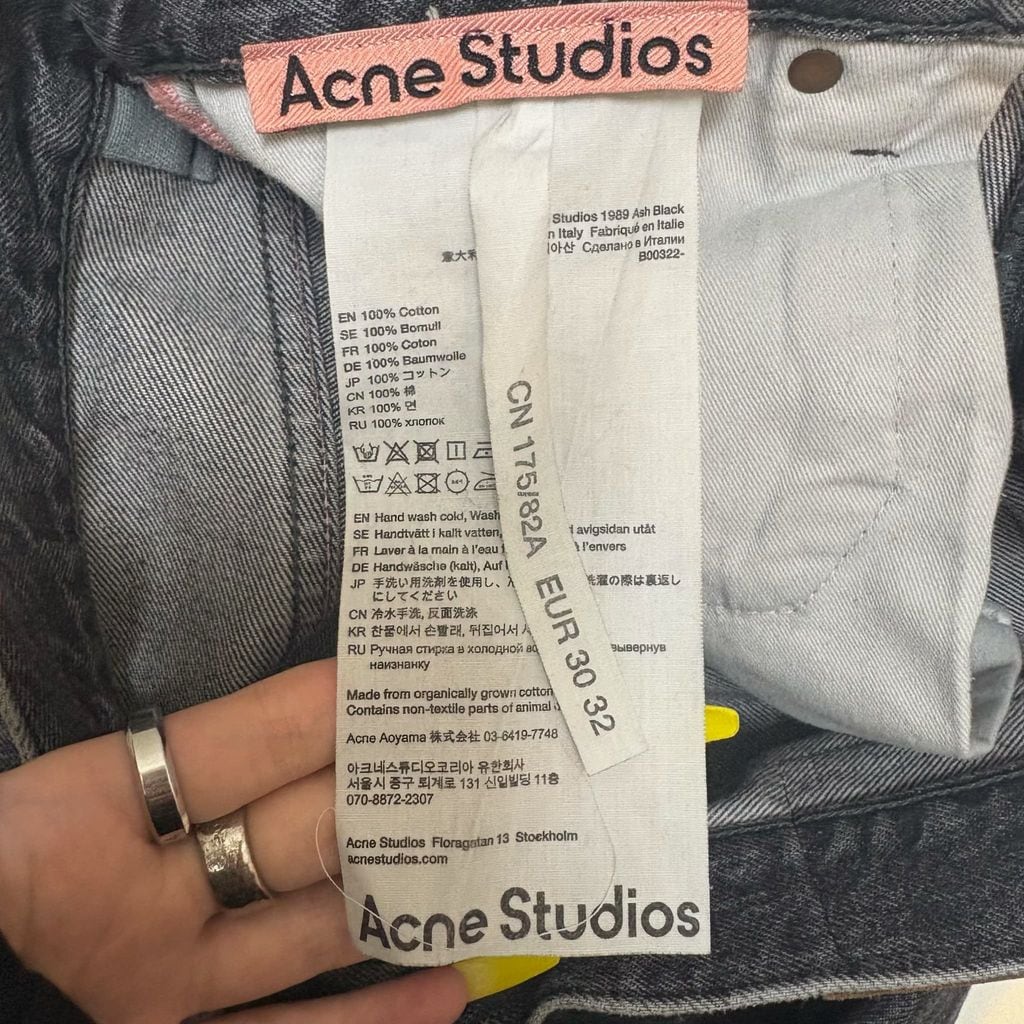 Acne Studios
Studios 1989 Ash Black
n Italy Fabriqué en Italie
意大利 아산 Сделано в Италии
B00322-
EN 100% Cotton
SE 100% Bomull
FR 100% Coton
DE 100% Baumwolle
JP 100% コットン
CN 100% 棉
KR 100% 면
RU 100% хлопок
EN Hand wash cold, Wash
SE Handtvätt i kallt vatten, avigsidan utåt
FR Laver à la main à l'eau l'envers
DE Handwäsche (kalt), Auf
JP 手洗い用洗剤を使用し、 洗濯の際は裏返し
にしてください
CN 冷水手洗, 反面洗涤
KR 찬물에서 손빨래, 뒤집어서
RU Ручная стирка в холодной вывернув
наизнанку
Made from organically grown cotton
Contains non-textile parts of animal
Acne Aoyama 株式会社 03-6419-7748
아크네스튜디오코리아 유한회사
서울시 중구 퇴계로 131 신일빌딩 11층
070-8872-2307
Acne Studios Floragatan 13 Stockholm
acnestudios.com
Acne Studios
CN 175/82A EUR 30 32